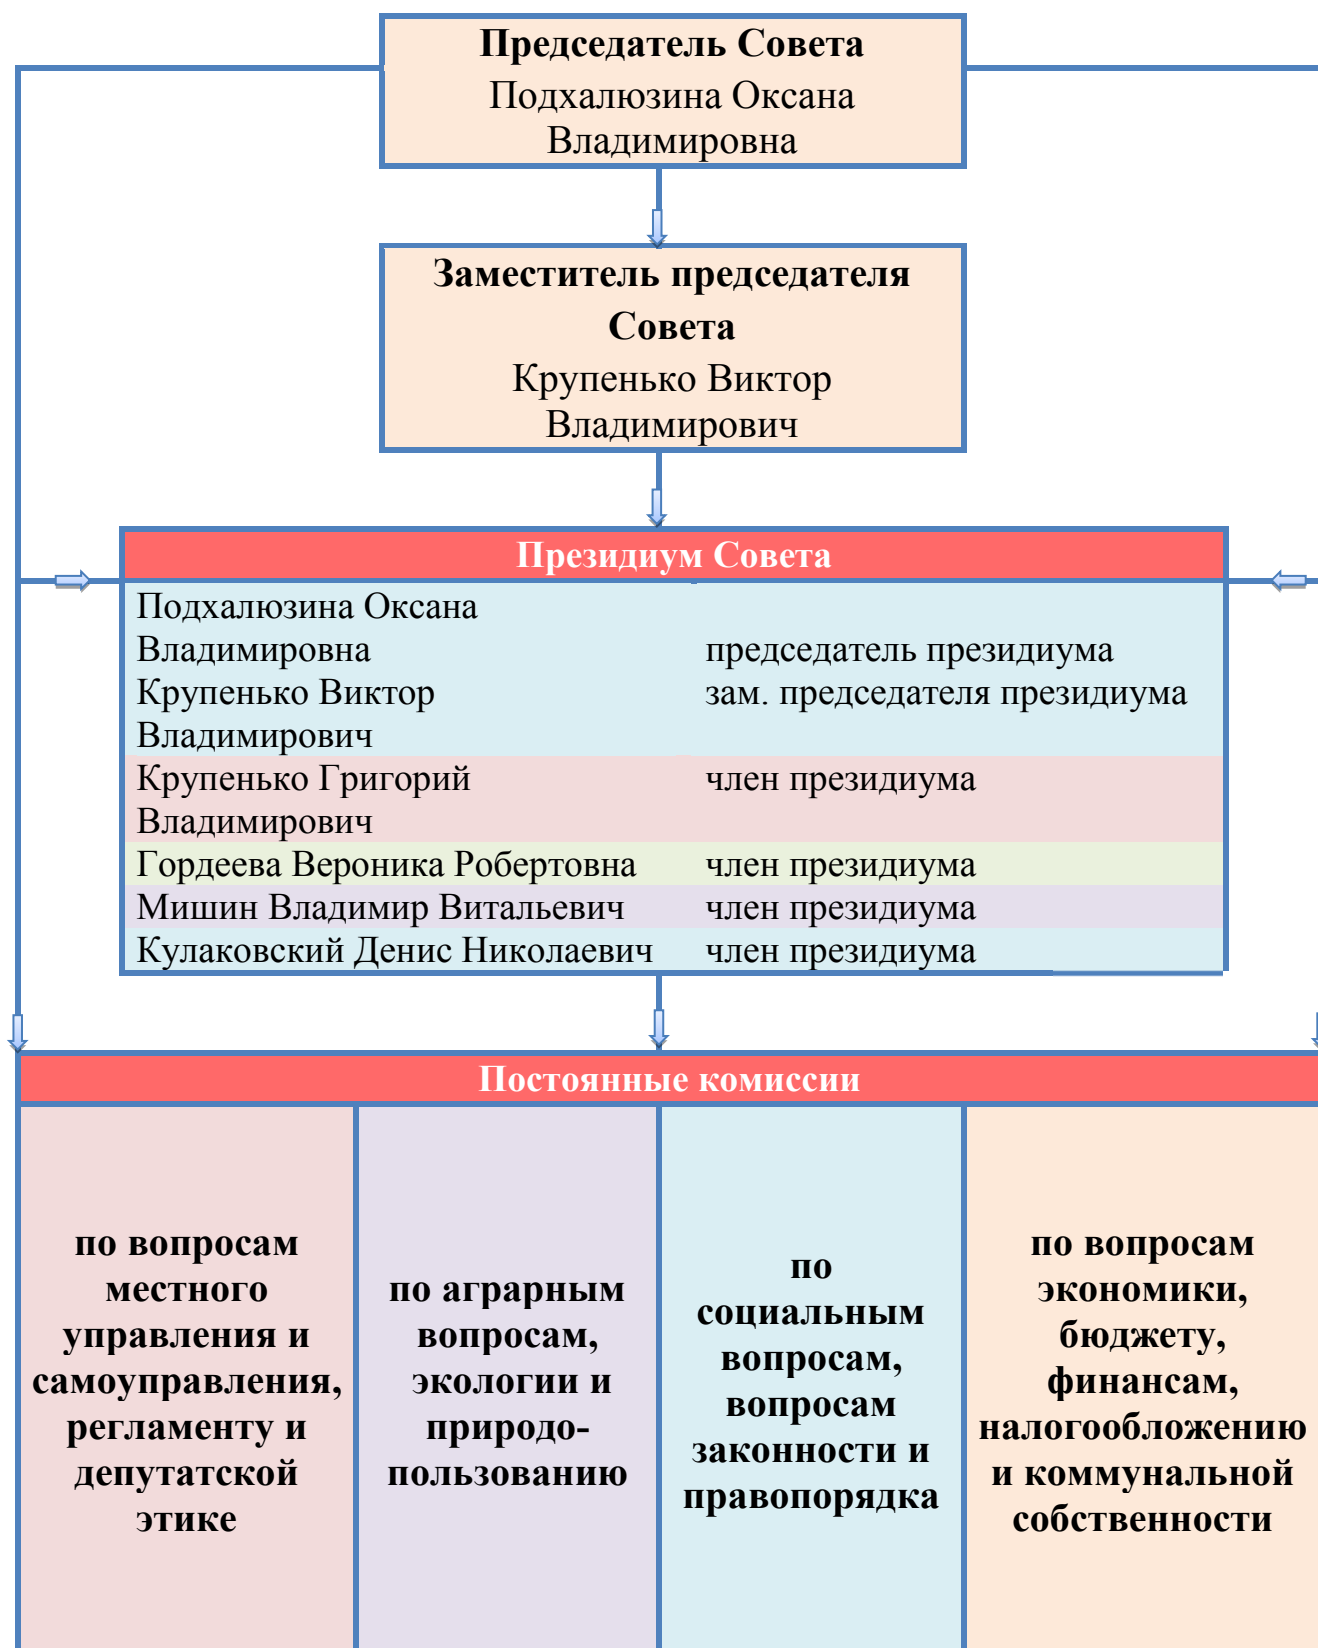 Председатель Совета
Подхалюзина Оксана
Владимировна
Заместитель председателя
Совета
Крупенько Виктор
Владимирович
Президиум Совета
Подхалюзина Оксана
Владимировна председатель президиума
Крупенько Виктор зам. председателя президиума
Владимирович
Крупенько Григорий член президиума
Владимирович
Гордеева Вероника Робертовна член президиума
Мишин Владимир Витальевич член президиума
Кулаковский Денис Николаевич член президиума
Постоянные комиссии
по вопросам
местного
управления и
самоуправления,
регламенту и
депутатской
этике
по аграрным
вопросам,
экологии и
природо-
пользованию
по
социальным
вопросам,
вопросам
законности и
правопорядка
по вопросам
экономики,
бюджету,
финансам,
налогообложению
и коммунальной
собственности